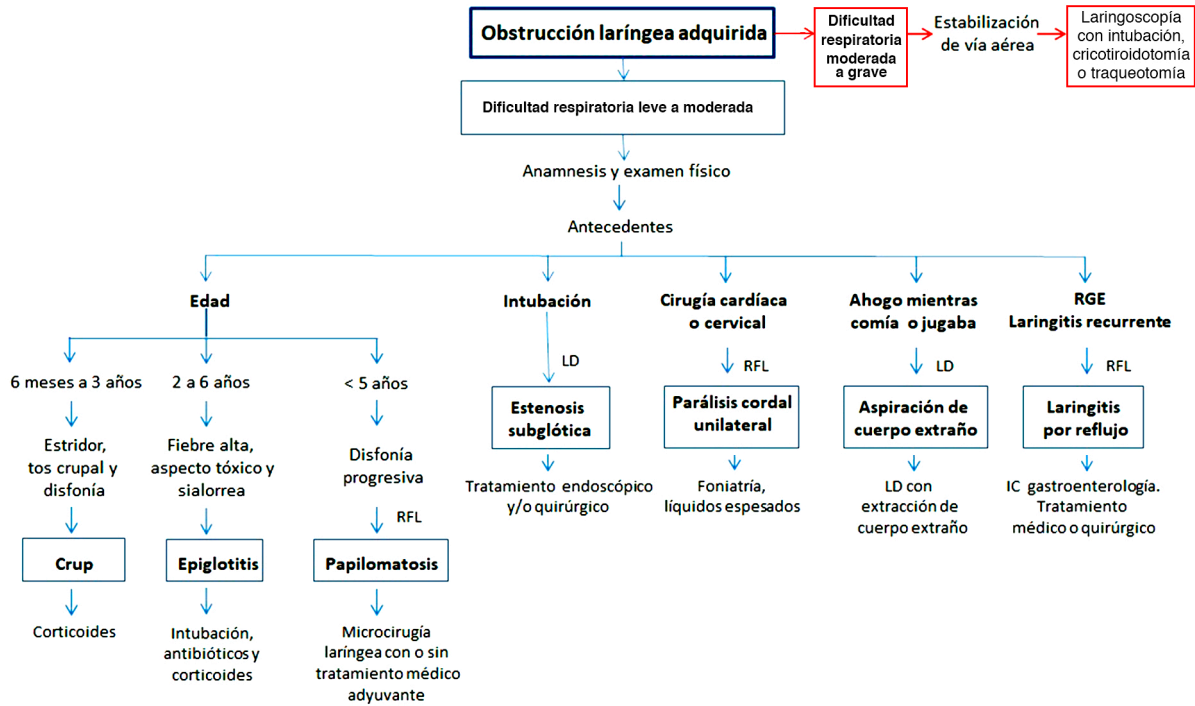 Obstrucción laríngea adquirida
Dificultad
respiratoria
moderada
a grave
Estabilización
de vía aérea
Laringoscopía
con intubación,
cricotiroidotomía
o traqueotomía
Dificultad respiratoria leve a moderada
Anamnesis y examen físico
Antecedentes
Edad
6 meses a 3 años
Estridor,
tos crupal y
disfonía
Crup
Corticoides
2 a 6 años
Fiebre alta,
aspecto tóxico y
sialorrea
Epiglotitis
Intubación,
antibióticos y
corticoides
< 5 años
Disfonía
progresiva
RFL
Papilomatosis
Microcirugía
laríngea con o sin
tratamiento médico
adyuvante
Intubación
LD
Estenosis
subglótica
Tratamiento endoscópico
y/o quirúrgico
Cirugía cardíaca
o cervical
RFL
Parálisis cordal
unilateral
Foniatría,
líquidos espesados
Ahogo mientras
comía o jugaba
LD
Aspiración de
cuerpo extraño
LD con
extracción de
cuerpo extraño
RGE
Laringitis recurrente
RFL
Laringitis
por reflujo
IC gastroenterología.
Tratamiento
médico o quirúrgico